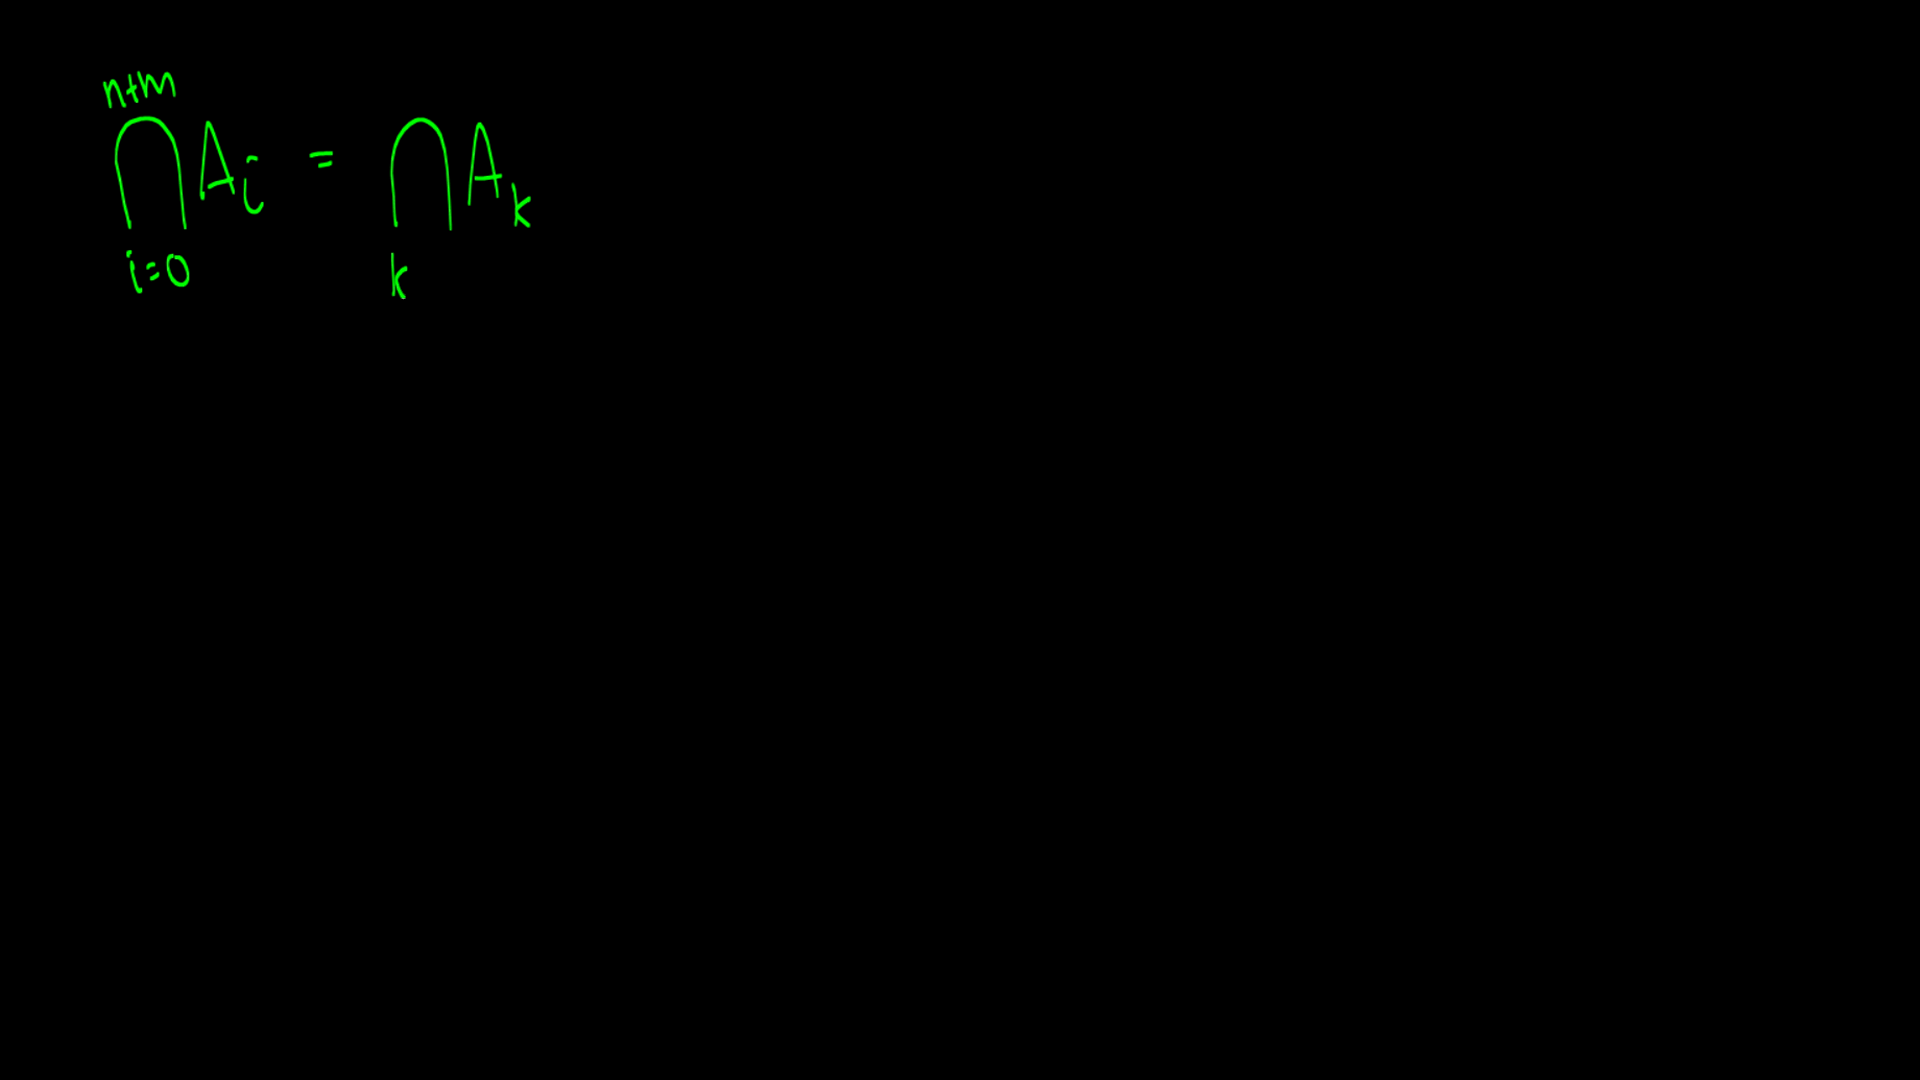 n+m
⋂ A_i = ⋂ A_k
i=0 k